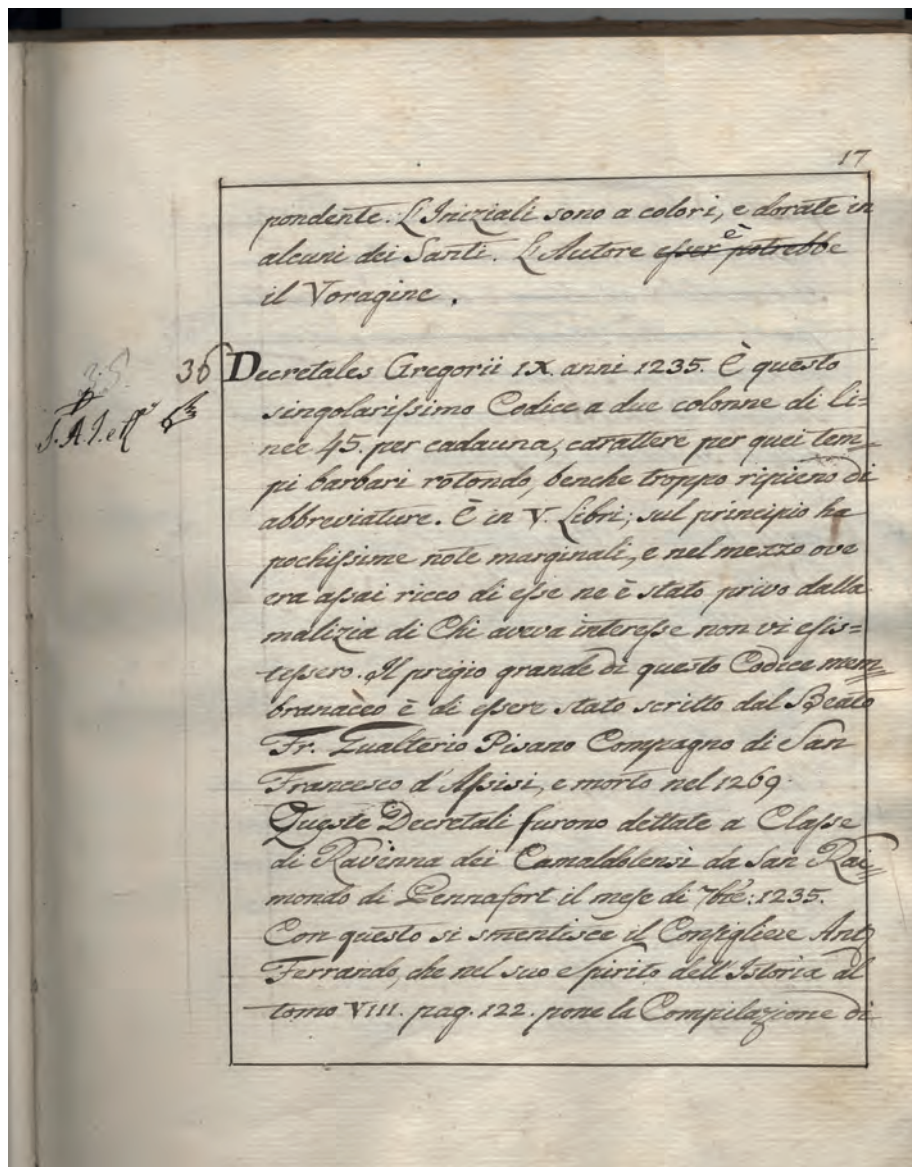 17
pondente. L'Iniziali sono a colori, e dorate in
alcuni dei Santi. L'Autore esser potrebbe è
il Voragine.
36 Decretales Gregorii IX. anni 1235. È questo
singolarissimo Codice a due colonne di li=
nee 45. per cadauna, carattere per quei tem=
pi barbari rotondo, benche troppo ripieno di
abbreviature. È in V. Libri; sul principio ha
pochissime note marginali, e nel mezzo ove
era assai ricco di esse ne è stato privo dalla
malizia di Chi aveva interesse non vi esis=
tessero. Il pregio grande di questo Codice mem=
branaceo è di essere stato scritto dal Beato
Fr. Gualterio Pisano Compagno di San
Francesco d'Assisi, e morto nel 1269.
Queste Decretali furono dettate a Classe
di Ravenna dei Camaldolensi da San Rai=
mondo di Pennafort il mese di 7bre: 1235.
Con questo si smentisce il Consigliere Ant.
Ferrando, che nel suo spirito dell'Istoria al
tomo VIII. pag. 122. pone la Compilazione di